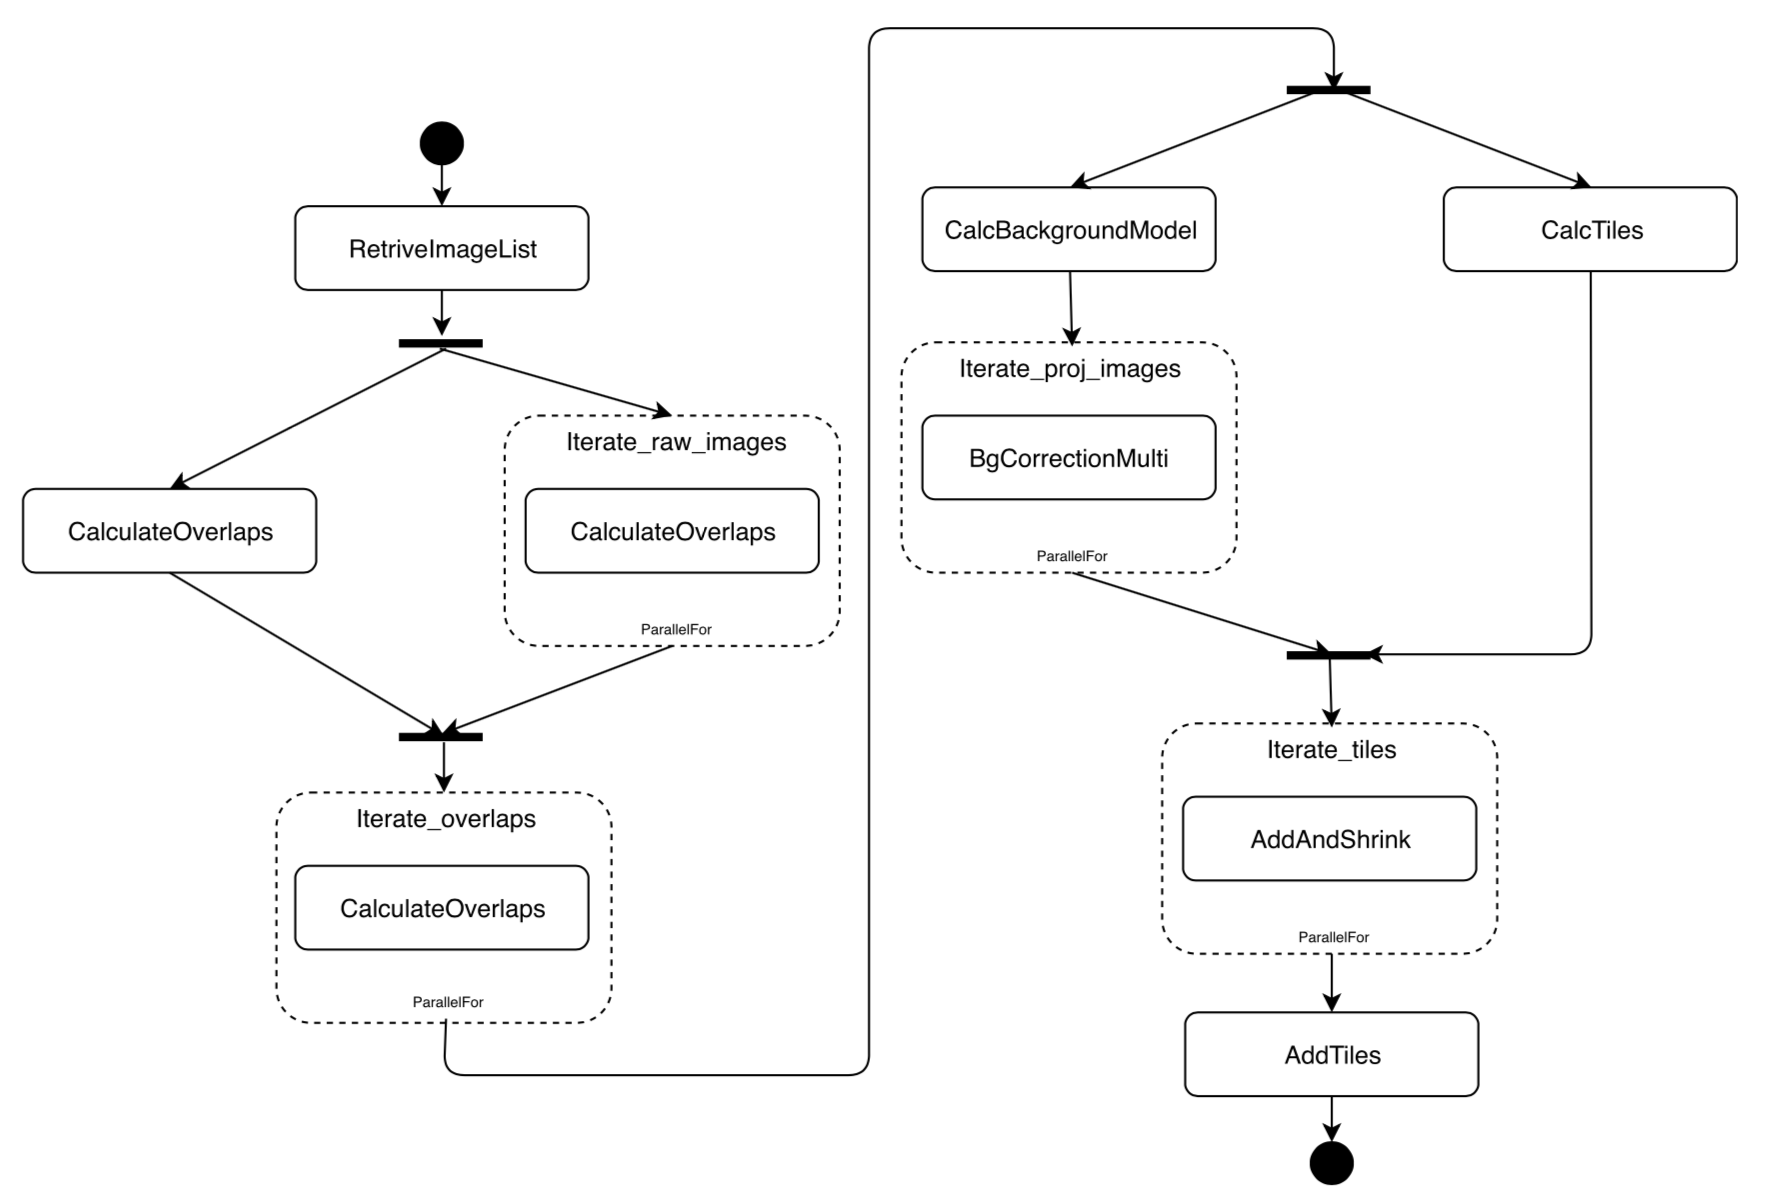 RetriveImageList
Iterate_raw_images
CalculateOverlaps
CalculateOverlaps
ParallelFor
Iterate_overlaps
CalculateOverlaps
ParallelFor
CalcBackgroundModel
CalcTiles
Iterate_proj_images
BgCorrectionMulti
ParallelFor
Iterate_tiles
AddAndShrink
ParallelFor
AddTiles